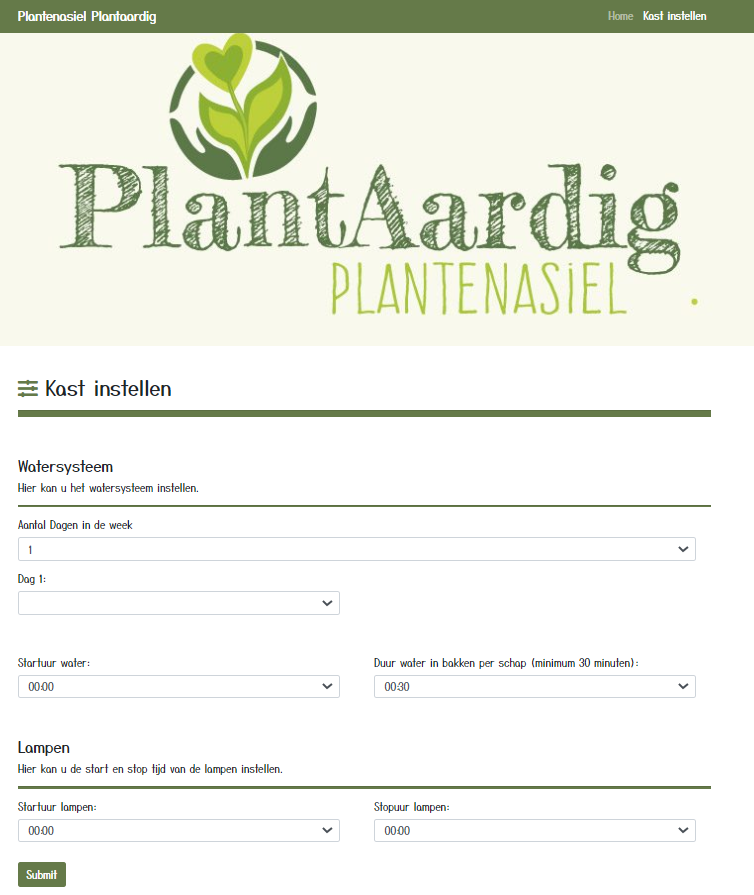 Plantenasiel Plantaardig
Home Kast instellen
PlantAardig
PLANTENASiEL
Kast instellen
Watersysteem
Hier kan u het watersysteem instellen.
Aantal Dagen in de week
1
Dag 1:
Startuur water: Duur water in bakken per schap (minimum 30 minuten):
00:00 00:30
Lampen
Hier kan u de start en stop tijd van de lampen instellen.
Startuur lampen: Stopuur lampen:
00:00 00:00
Submit